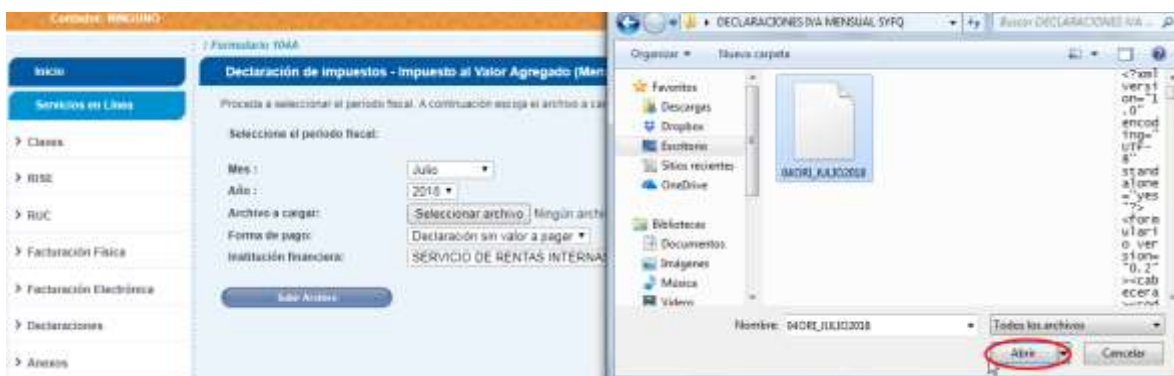 Contador: NINGUNO
: : Formulario 104A
Inicio
Servicios en Línea
Claves
RISE
RUC
Facturación Física
Facturación Electrónica
Declaraciones
Anexos
Declaración de impuestos - Impuesto al Valor Agregado (Men
Proceda a seleccionar el período fiscal. A continuación escoja el archivo a car
Seleccione el período fiscal:
Mes : Julio
Año : 2018
Archivo a cargar: Seleccionar archivo Ningún archi
Forma de pago: Declaración sin valor a pagar
Institución financiera: SERVICIO DE RENTAS INTERNAS
Subir Archivo
DECLARACIONES IVA MENSUAL SYFQ
Buscar DECLARACIONES IVA ...
Organizar
Nueva carpeta
Favoritos
Descargas
Dropbox
Escritorio
Sitios recientes
OneDrive
Bibliotecas
Documentos
Imágenes
Música
Vídeos
04ORI_JULIO2018
<?xml
versi
on="1
.0"
encod
ing="
UTF-
8"
stand
alone
="yes
"?>
<form
ulari
o ver
sion=
"0.2"
><cab
ecera
Nombre: 04ORI_JULIO2018
Todos los archivos
Abrir
Cancelar